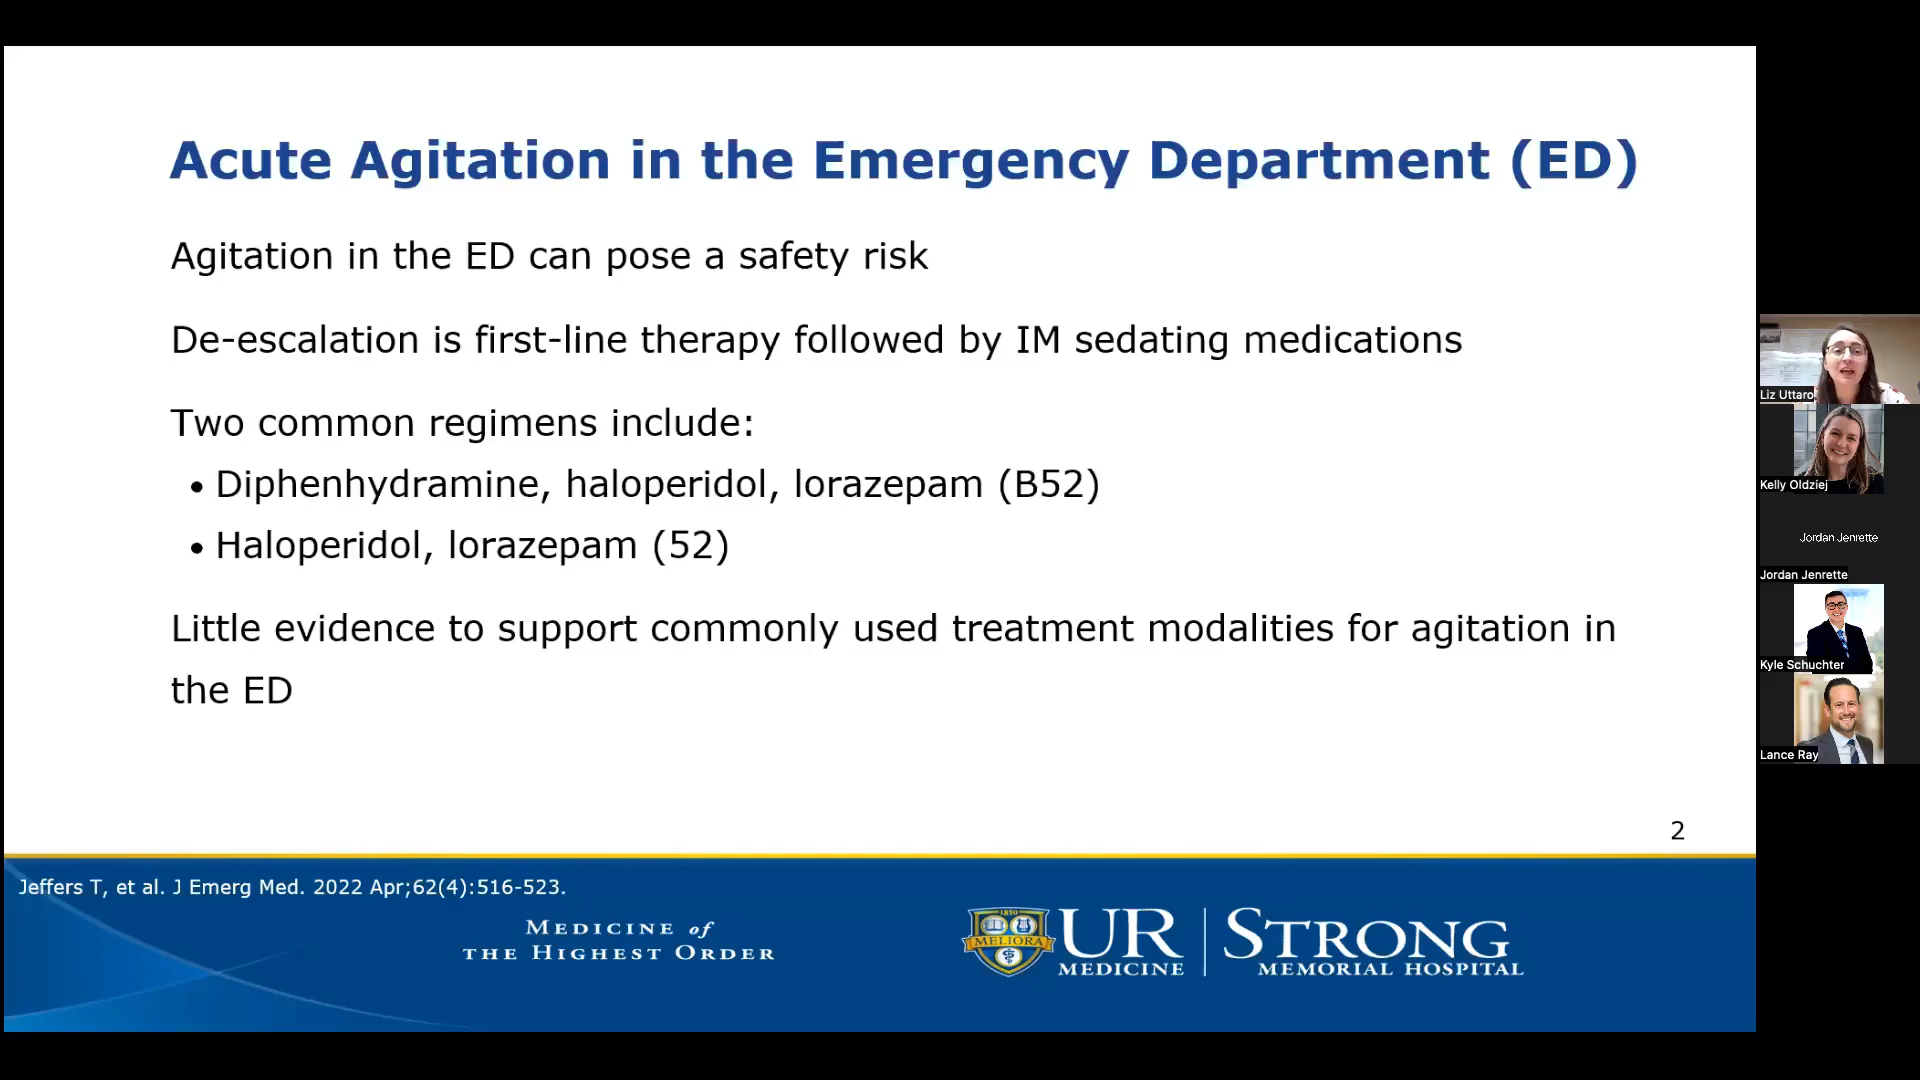 Acute Agitation in the Emergency Department (ED)
Agitation in the ED can pose a safety risk
De-escalation is first-line therapy followed by IM sedating medications
Two common regimens include:
• Diphenhydramine, haloperidol, lorazepam (B52)
• Haloperidol, lorazepam (52)
Little evidence to support commonly used treatment modalities for agitation in
the ED
2
Jeffers T, et al. J Emerg Med. 2022 Apr;62(4):516-523.
MEDICINE of
THE HIGHEST ORDER
1850
MELIORA
UR
MEDICINE
STRONG
MEMORIAL HOSPITAL
Liz Uttaro
Kelly Oldziej
Jordan Jenrette
Jordan Jenrette
Kyle Schuchter
Lance Ray